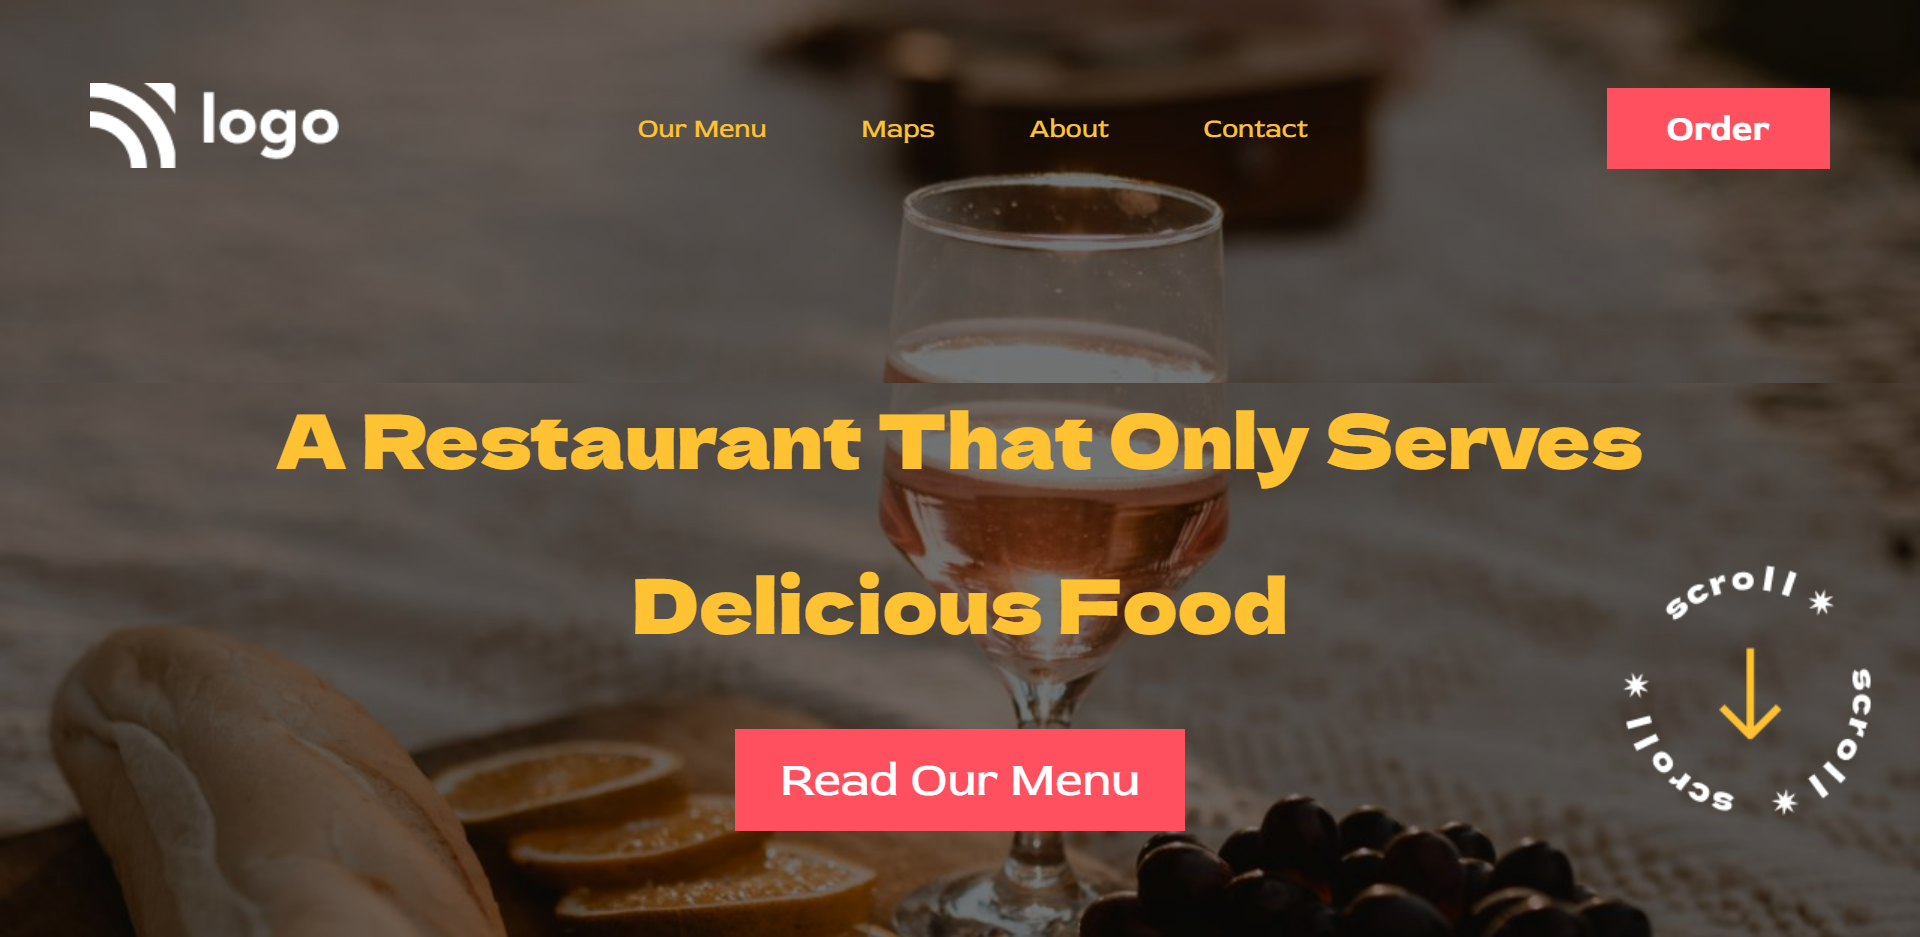 logo
Our Menu Maps About Contact
Order
A Restaurant That Only Serves
Delicious Food
Read Our Menu
scroll ✷ scroll ✷ scroll ✷